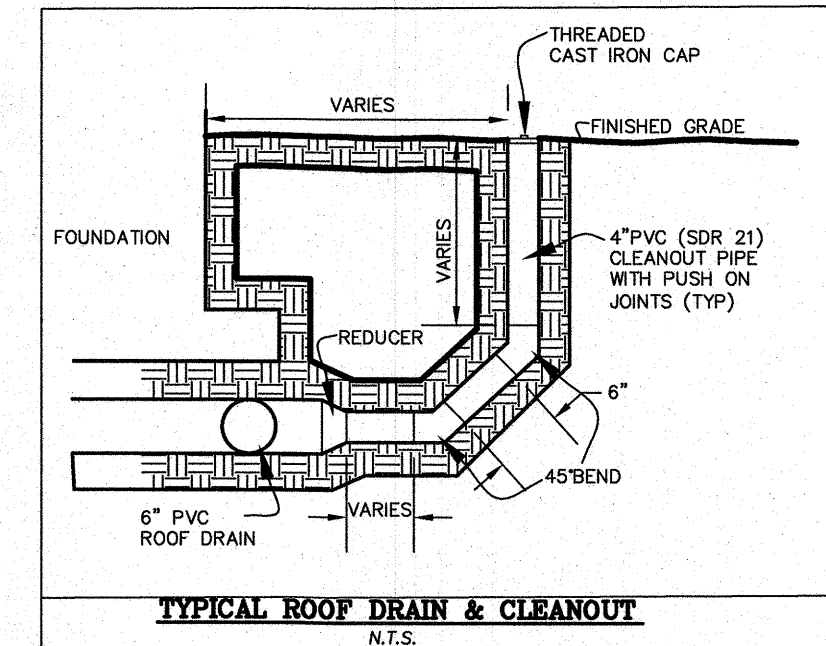 THREADED
CAST IRON CAP
VARIES
FINISHED GRADE
FOUNDATION
VARIES
4"PVC (SDR 21)
CLEANOUT PIPE
WITH PUSH ON
JOINTS (TYP)
REDUCER
6"
45°BEND
VARIES
6" PVC
ROOF DRAIN
TYPICAL ROOF DRAIN & CLEANOUT
N.T.S.